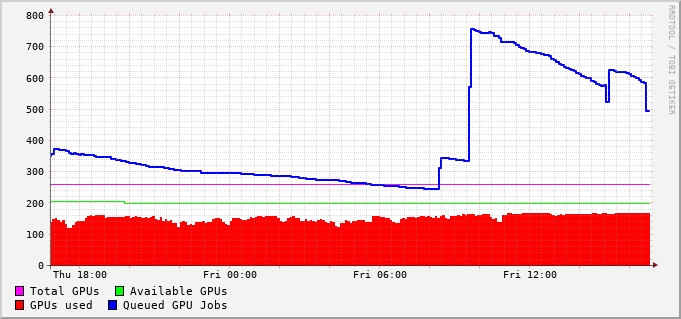 800
700
600
500
400
300
200
100
0
Thu 18:00 Fri 00:00 Fri 06:00 Fri 12:00
Total GPUs Available GPUs
GPUs used Queued GPU Jobs
RRDTOOL / TOBI OETIKER